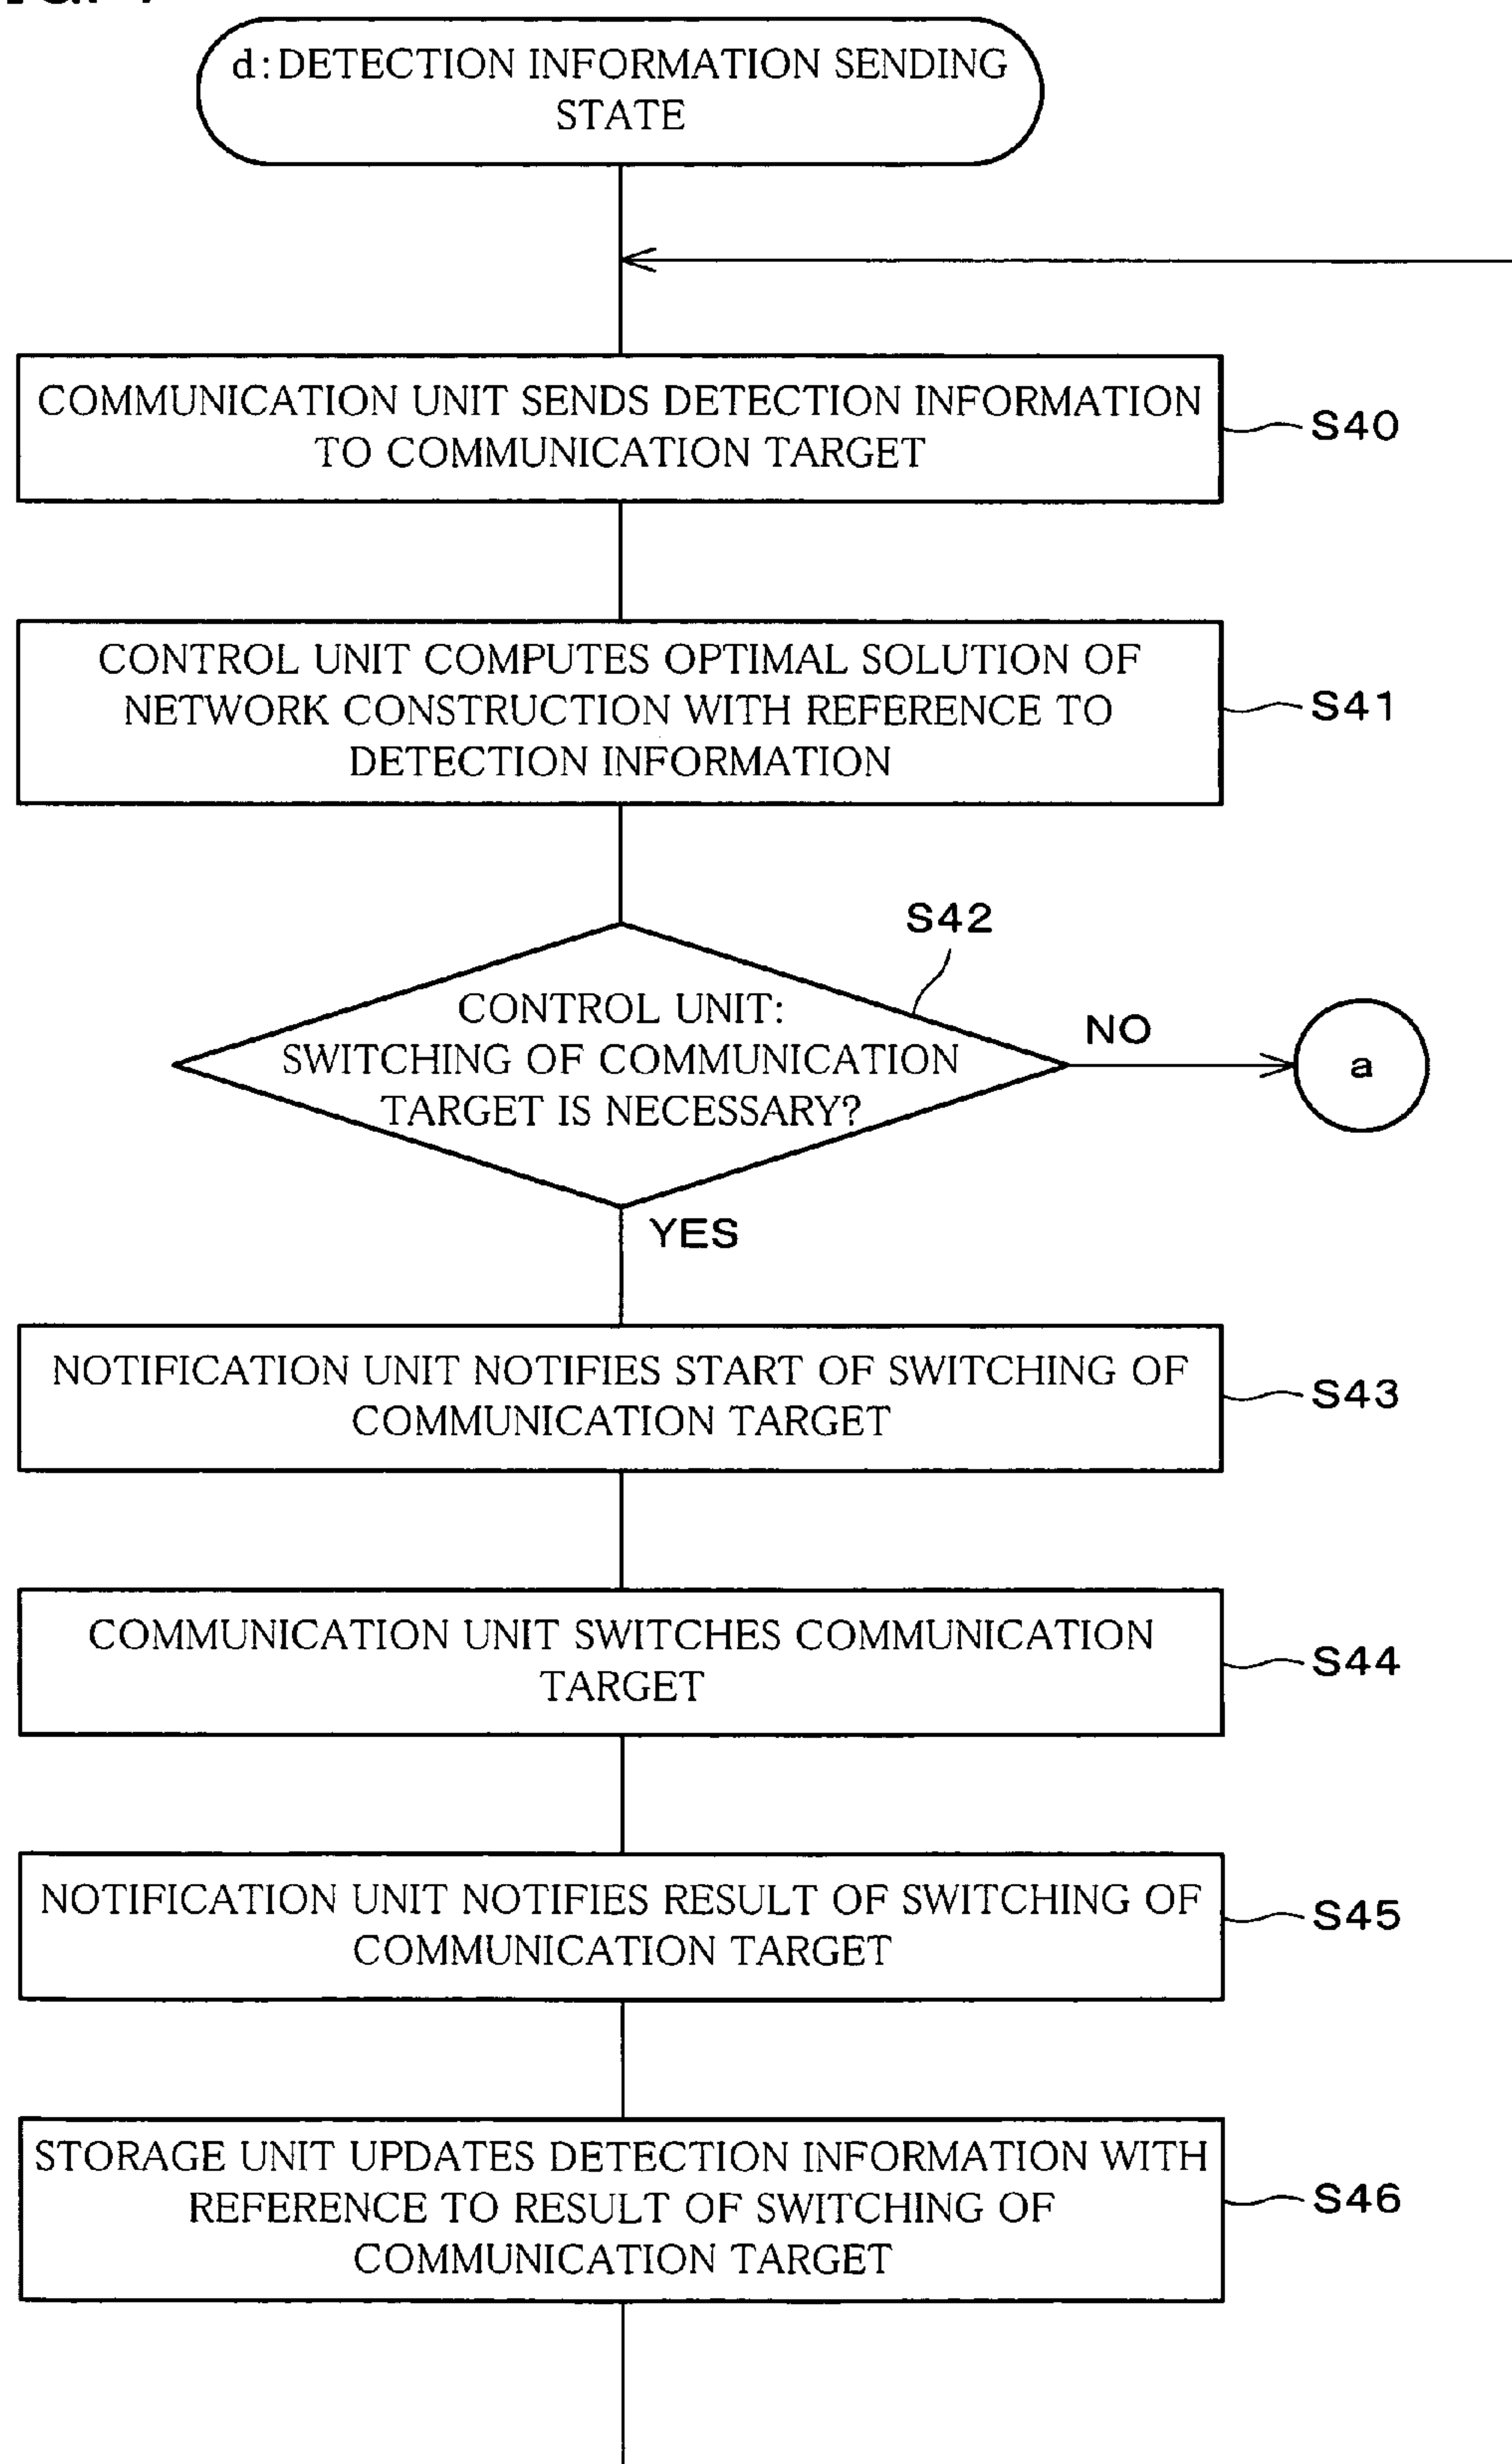 d:DETECTION INFORMATION SENDING
STATE
COMMUNICATION UNIT SENDS DETECTION INFORMATION
TO COMMUNICATION TARGET
S40
CONTROL UNIT COMPUTES OPTIMAL SOLUTION OF
NETWORK CONSTRUCTION WITH REFERENCE TO
DETECTION INFORMATION
S41
S42
CONTROL UNIT:
SWITCHING OF COMMUNICATION
TARGET IS NECESSARY?
NO
a
YES
NOTIFICATION UNIT NOTIFIES START OF SWITCHING OF
COMMUNICATION TARGET
S43
COMMUNICATION UNIT SWITCHES COMMUNICATION
TARGET
S44
NOTIFICATION UNIT NOTIFIES RESULT OF SWITCHING OF
COMMUNICATION TARGET
S45
STORAGE UNIT UPDATES DETECTION INFORMATION WITH
REFERENCE TO RESULT OF SWITCHING OF
COMMUNICATION TARGET
S46